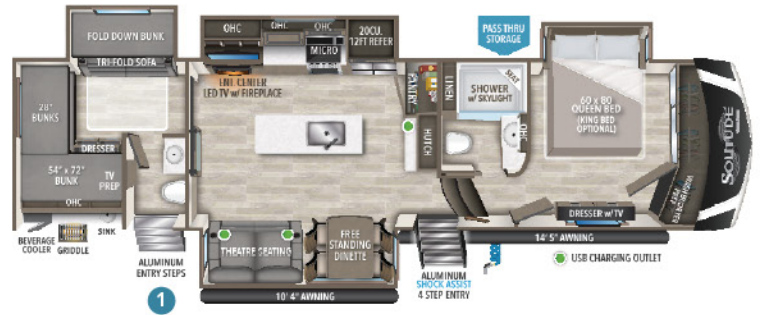 FOLD DOWN BUNK
TRI-FOLD SOFA
28"
BUNKS
DRESSER
54" x 72"
BUNK
TV
PREP
OHC
BEVERAGE
COOLER
GRIDDLE
SINK
ALUMINUM
ENTRY STEPS
1
OHC
OHC
OHC
MICRO
20CU.
12FT REFER
ENT. CENTER
LED TV w/ FIREPLACE
PANTRY
HUTCH
LINEN
THEATRE SEATING
FREE
STANDING
DINETTE
10' 4" AWNING
ALUMINUM
SHOCK ASSIST
4 STEP ENTRY
PASS THRU
STORAGE
SEAT
SHOWER
w/ SKYLIGHT
OHC
60 x 80
QUEEN BED
(KING BED
OPTIONAL)
DRESSER w/TV
14' 5" AWNING
USB CHARGING OUTLET
SOLITUDE